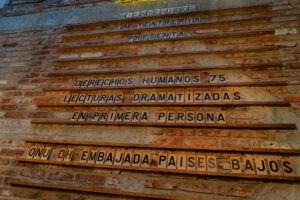 PRESENTA
DERECHOS HUMANOS 75
LECTURAS DRAMATIZADAS
EN PRIMERA PERSONA
ONU DH EMBAJADA PAISES BAJOS